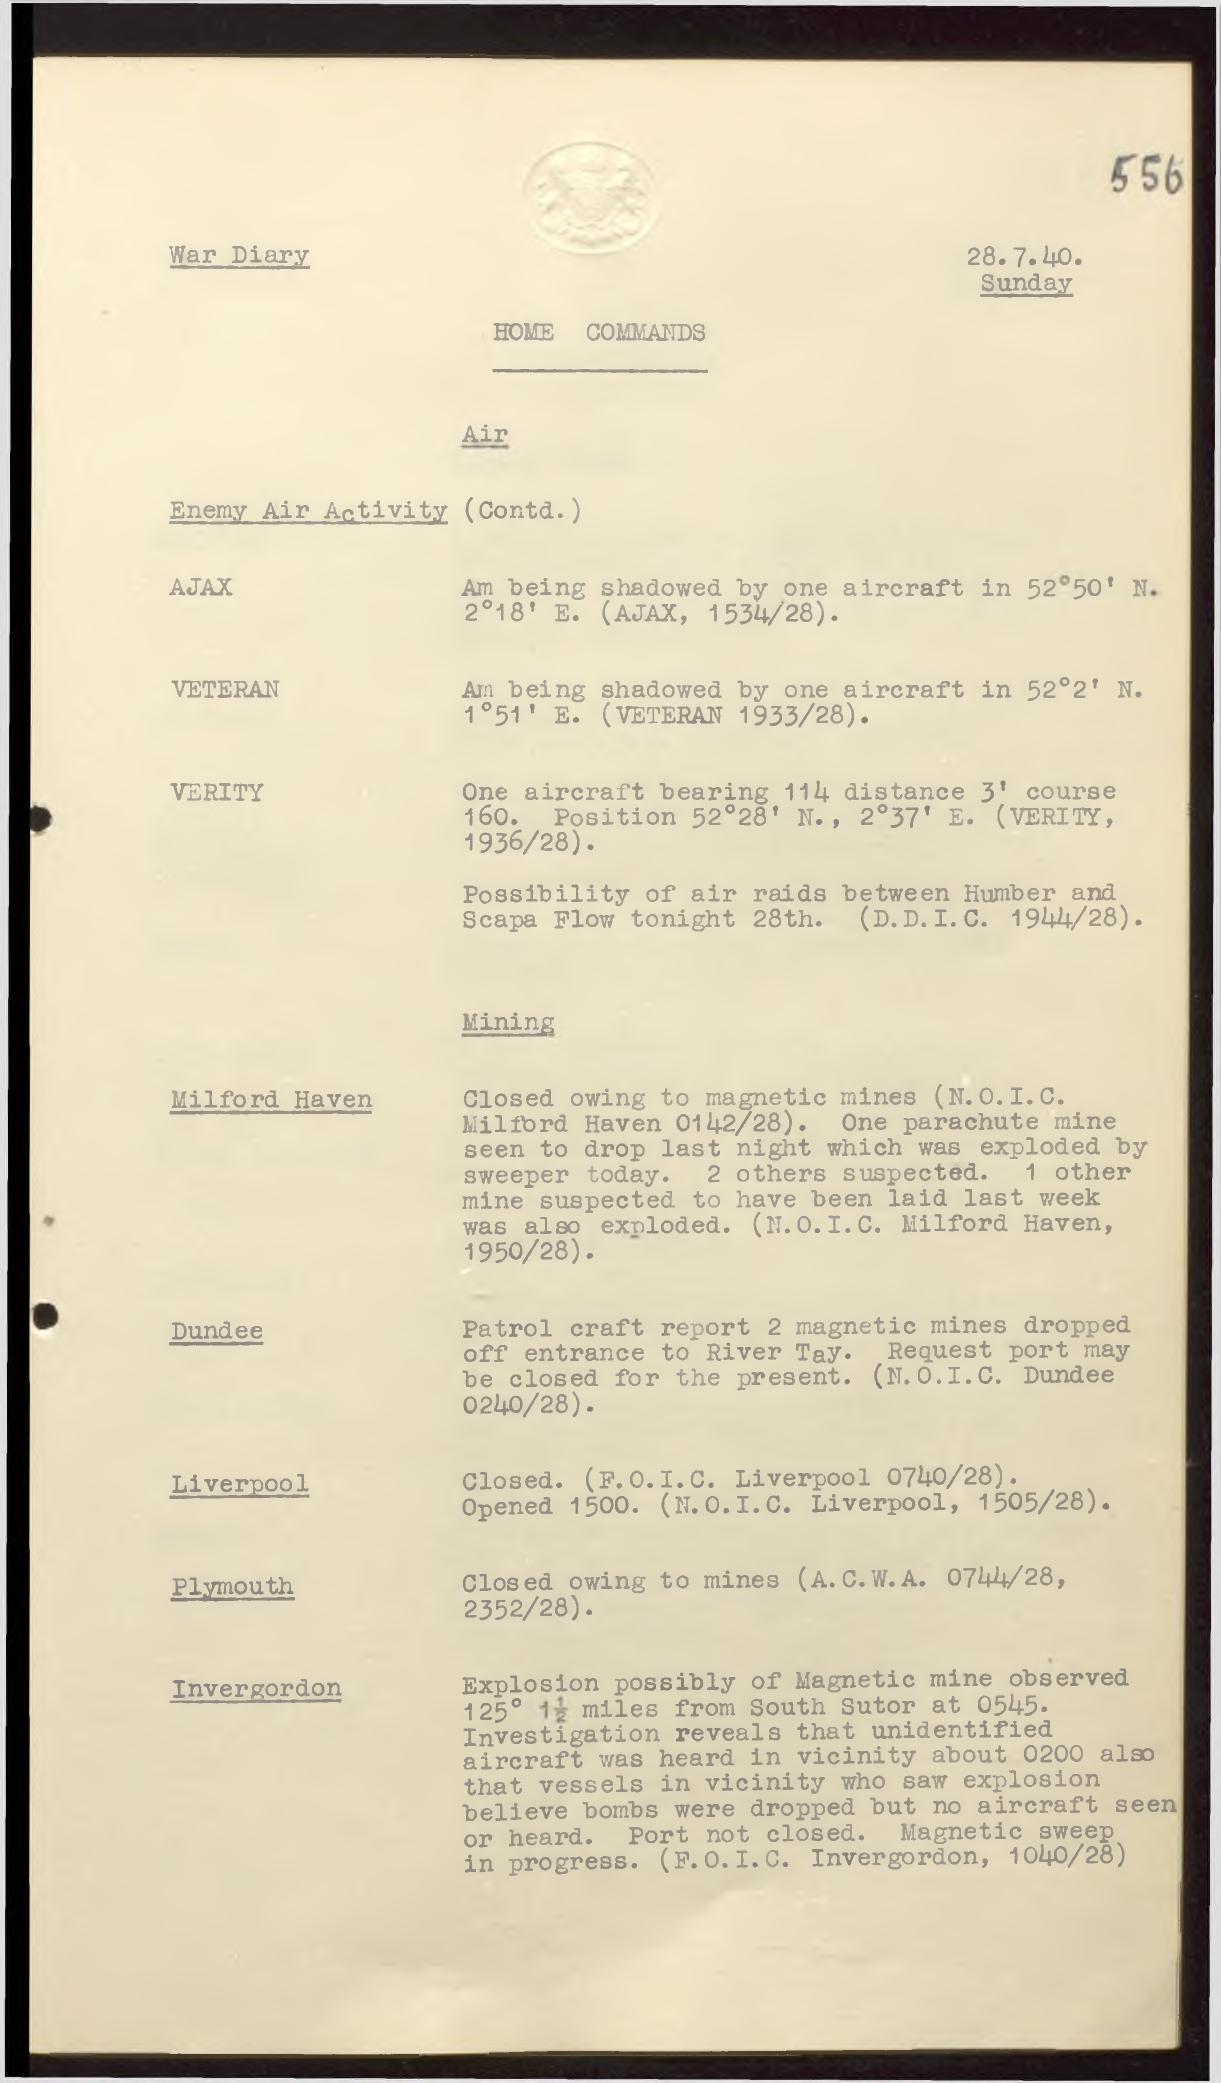 556
War Diary
28.7.40.
Sunday
HOME COMMANDS
Air
Enemy Air Activity (Contd.)
AJAX
Am being shadowed by one aircraft in 52°50' N.
2°18' E. (AJAX, 1534/28).
VETERAN
Am being shadowed by one aircraft in 52°2' N.
1°51' E. (VETERAN 1933/28).
VERITY
One aircraft bearing 114 distance 3' course
160. Position 52°28' N., 2°37' E. (VERITY,
1936/28).
Possibility of air raids between Humber and
Scapa Flow tonight 28th. (D.D.I.C. 1944/28).
Mining
Milford Haven
Closed owing to magnetic mines (N.O.I.C.
Milford Haven 0142/28). One parachute mine
seen to drop last night which was exploded by
sweeper today. 2 others suspected. 1 other
mine suspected to have been laid last week
was also exploded. (N.O.I.C. Milford Haven,
1950/28).
Dundee
Patrol craft report 2 magnetic mines dropped
off entrance to River Tay. Request port may
be closed for the present. (N.O.I.C. Dundee
0240/28).
Liverpool
Closed. (F.O.I.C. Liverpool 0740/28).
Opened 1500. (N.O.I.C. Liverpool, 1505/28).
Plymouth
Closed owing to mines (A.C.W.A. 0744/28,
2352/28).
Invergordon
Explosion possibly of Magnetic mine observed
125° 1½ miles from South Sutor at 0545.
Investigation reveals that unidentified
aircraft was heard in vicinity about 0200 also
that vessels in vicinity who saw explosion
believe bombs were dropped but no aircraft seen
or heard. Port not closed. Magnetic sweep
in progress. (F.O.I.C. Invergordon, 1040/28)